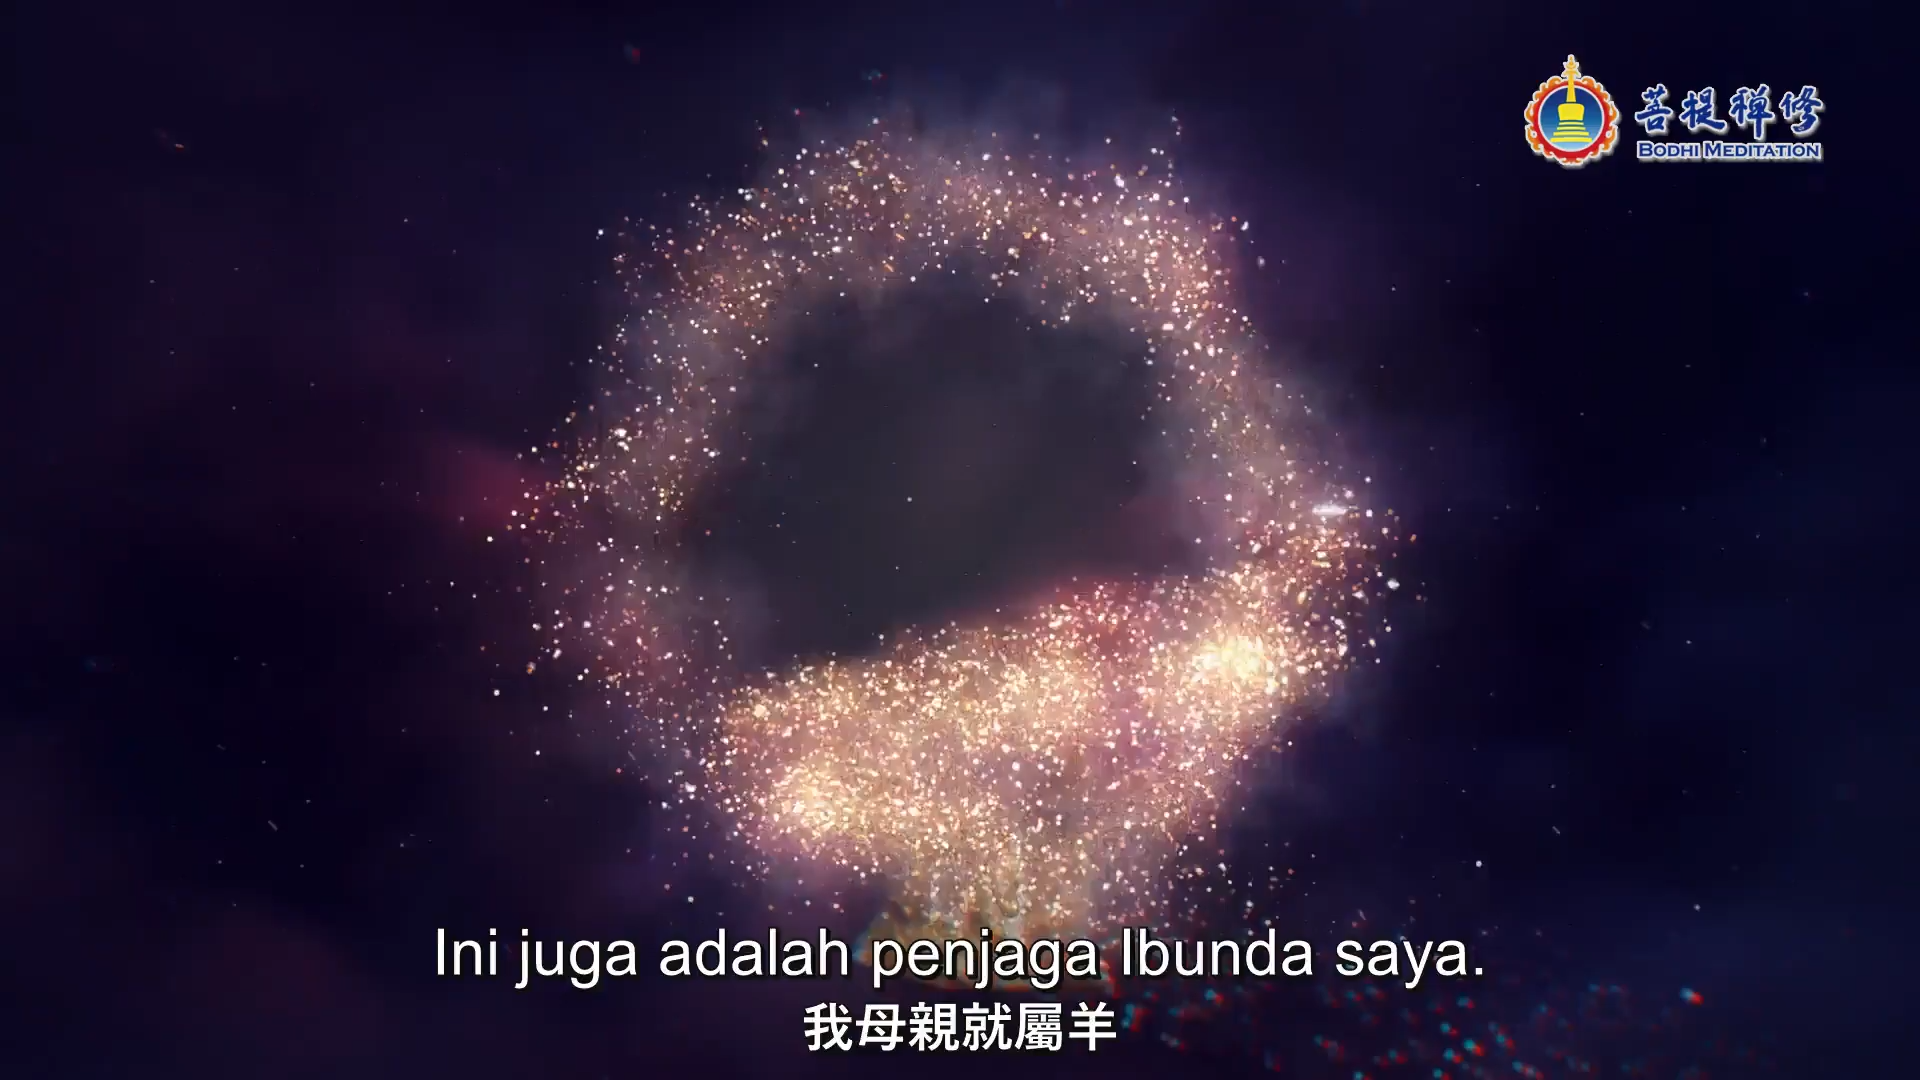 菩提禪修
BODHI MEDITATION
Ini juga adalah penjaga Ibunda saya.
我母親就屬羊